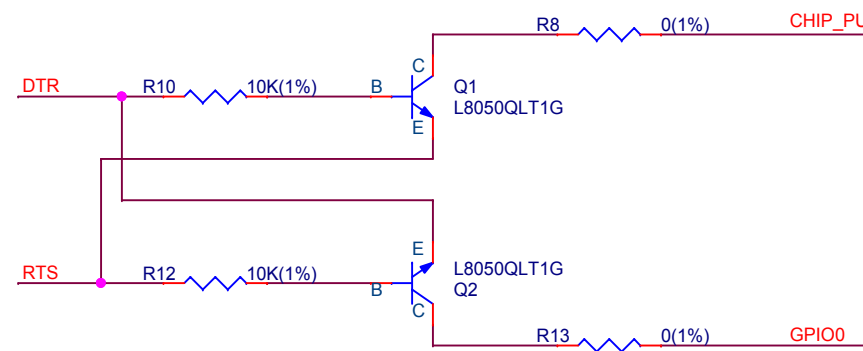 R8 0(1%) CHIP_PU
C
DTR R10 10K(1%) B Q1
L8050QLT1G
E
E
RTS R12 10K(1%) L8050QLT1G
B Q2
C
R13 0(1%) GPIO0